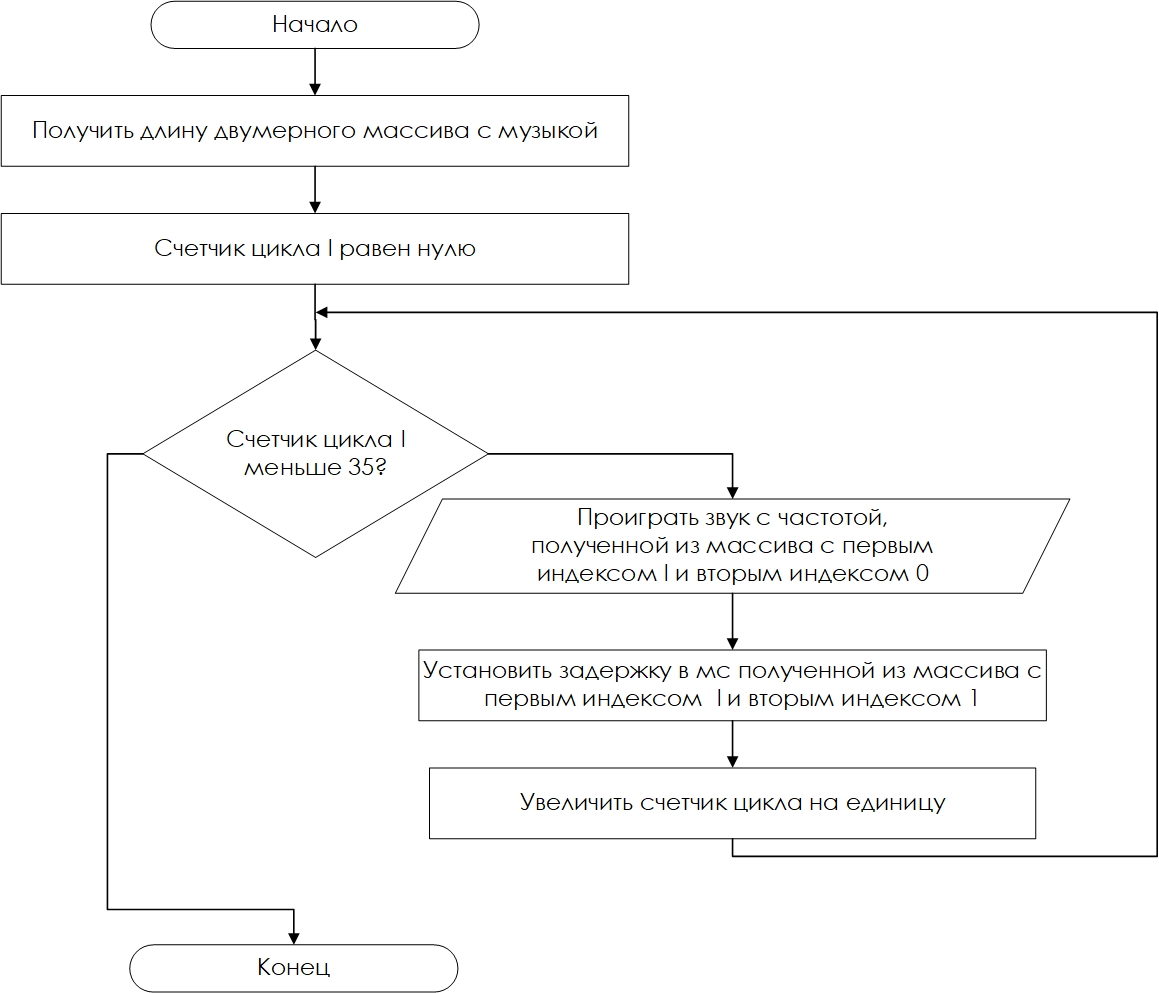 Начало
Получить длину двумерного массива с музыкой
Счетчик цикла I равен нулю
Счетчик цикла I
меньше 35?
Проиграть звук с частотой,
полученной из массива с первым
индексом I и вторым индексом 0
Установить задержку в мс полученной из массива с
первым индексом I и вторым индексом 1
Увеличить счетчик цикла на единицу
Конец